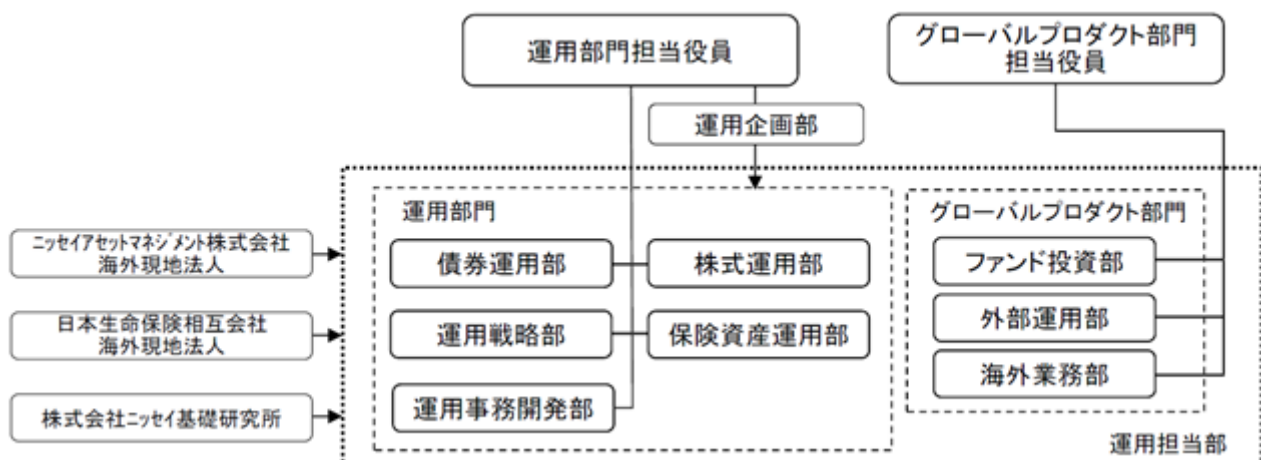 運用部門担当役員
グローバルプロダクト部門
担当役員
運用企画部
運用部門
グローバルプロダクト部門
ニッセイアセットマネジメント株式会社
海外現地法人
債券運用部
株式運用部
ファンド投資部
日本生命保険相互会社
海外現地法人
運用戦略部
保険資産運用部
外部運用部
海外業務部
株式会社ニッセイ基礎研究所
運用事務開発部
運用担当部